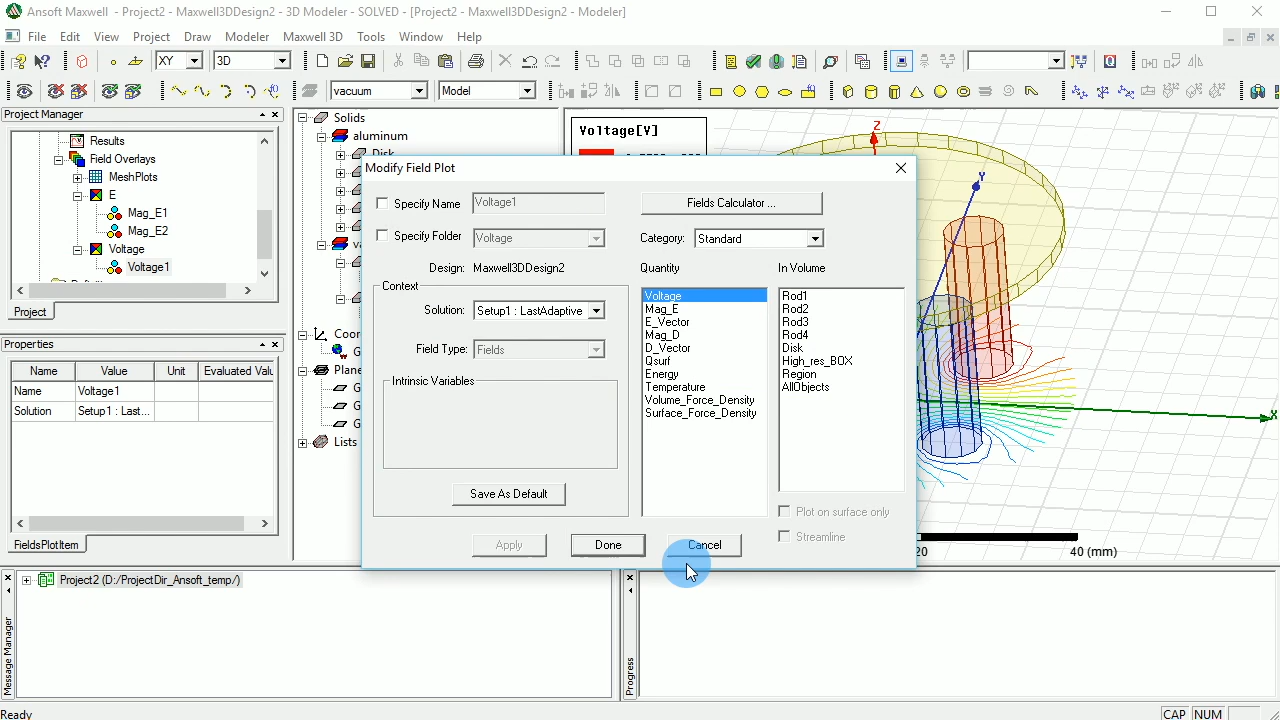 Ansoft Maxwell - Project2 - Maxwell3DDesign2 - 3D Modeler - SOLVED - [Project2 - Maxwell3DDesign2 - Modeler]
File Edit View Project Draw Modeler Maxwell 3D Tools Window Help
XY 3D
vacuum Model
Project Manager
Results
Field Overlays
MeshPlots
E
Mag_E1
Mag_E2
Voltage
Voltage1
Project
Properties
Name Value Unit Evaluated Valu
Name Voltage1
Solution Setup1 : Last...
FieldsPlotItem
Solids
aluminum
Disk
Coor
G
Plane
G
G
G
Lists
Voltage[V]
Z
Y
X
20 40 (mm)
Modify Field Plot
Specify Name Voltage1 Fields Calculator ...
Specify Folder Voltage Category: Standard
Design: Maxwell3DDesign2 Quantity In Volume
Context
Solution: Setup1 : LastAdaptive
Field Type: Fields
Intrinsic Variables
Save As Default
Voltage
Mag_E
E_Vector
Mag_D
D_Vector
Qsurf
Energy
Temperature
Volume_Force_Density
Surface_Force_Density
Rod1
Rod2
Rod3
Rod4
Disk
High_res_BOX
Region
AllObjects
Plot on surface only
Streamline
Apply Done Cancel
Project2 (D:/ProjectDir_Ansoft_temp/)
Message Manager
Progress
Ready CAP NUM